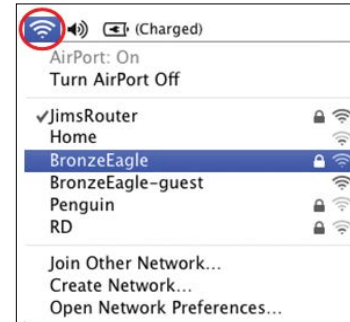 (Charged)
AirPort: On
Turn AirPort Off
✓JimsRouter
Home
BronzeEagle
BronzeEagle-guest
Penguin
RD
Join Other Network...
Create Network...
Open Network Preferences...